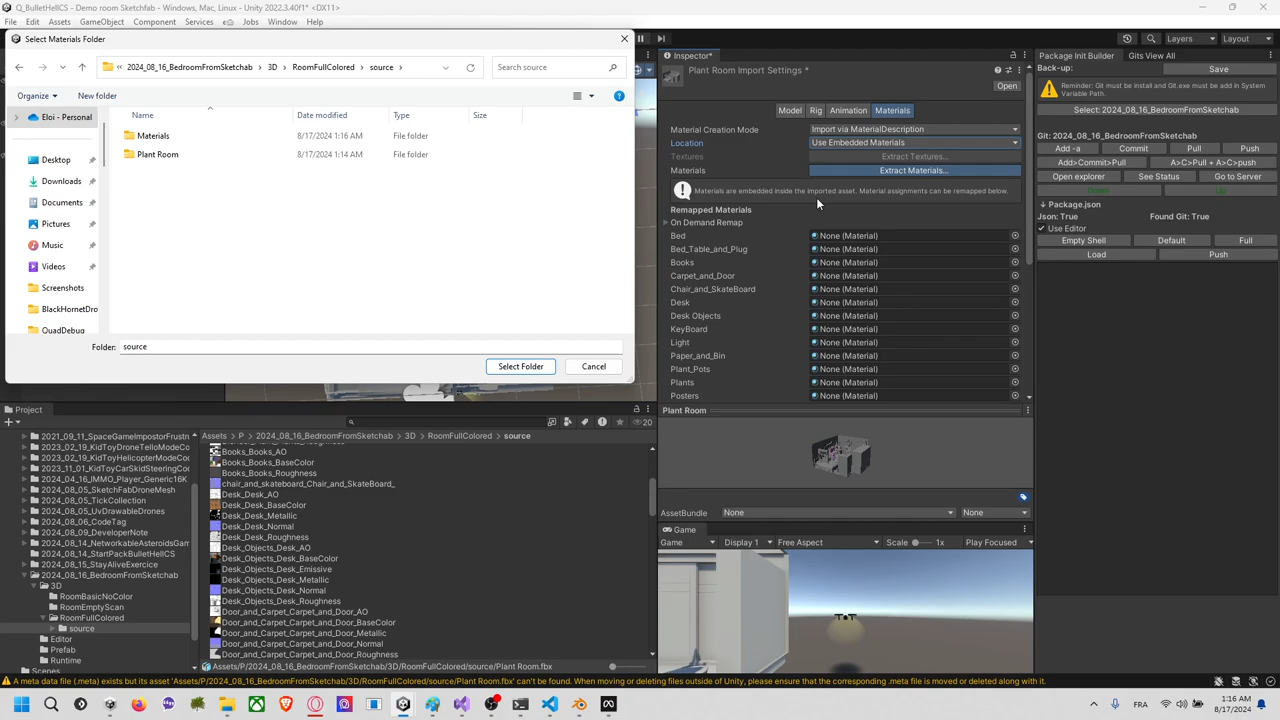 Q_BulletHellCS - Demo room Sketchfab - Windows, Mac, Linux - Unity 2022.3.40f1* <DX11>
File Edit Assets GameObject Component Services Jobs Window Help
Select Materials Folder
2024_08_16_BedroomFromSketchab > 3D > RoomFullColored > source >
Search source
Organize New folder
Name Date modified Type Size
Eloi - Personal
Materials 8/17/2024 1:16 AM File folder
Plant Room 8/17/2024 1:14 AM File folder
Desktop
Downloads
Documents
Pictures
Music
Videos
Screenshots
BlackHornetDro
QuadDebug
Folder: source
Select Folder Cancel
Inspector*
Plant Room Import Settings *
Open
Model Rig Animation Materials
Material Creation Mode Import via MaterialDescription
Location Use Embedded Materials
Textures Extract Textures...
Materials Extract Materials...
Materials are embedded inside the imported asset. Material assignments can be remapped below.
Remapped Materials
On Demand Remap
Bed None (Material)
Bed_Table_and_Plug None (Material)
Books None (Material)
Carpet_and_Door None (Material)
Chair_and_SkateBoard None (Material)
Desk None (Material)
Desk Objects None (Material)
KeyBoard None (Material)
Light None (Material)
Paper_and_Bin None (Material)
Plant_Pots None (Material)
Plants None (Material)
Posters None (Material)
Plant Room
AssetBundle None None
Game
Game Display 1 Free Aspect Scale 1x Play Focused
Layers Layout
Package Init Builder Gits View All
Back-up: Save
Reminder: Git must be install and Git.exe must be add in System
Variable Path.
Select: 2024_08_16_BedroomFromSketchab
Git: 2024_08_16_BedroomFromSketchab
Add -a Commit Pull Push
Add>Commit>Pull A>C>Pull + A>C>push
Open explorer See Status Go to Server
Down Up
↓ Package.json
Json: True Found Git: True
Use Editor
Empty Shell Default Full
Load Push
Project
20
2021_09_11_SpaceGameImpostorFrustn
2023_02_19_KidToyDroneTelloModeCo
2023_02_19_KidToyHelicopterModeCoo
2023_11_01_KidToyCarSkidSteeringCo
2024_04_16_IMMO_Player_Generic16K
2024_08_05_SketchFabDroneMesh
2024_08_05_TickCollection
2024_08_05_UvDrawableDrones
2024_08_06_CodeTag
2024_08_09_DeveloperNote
2024_08_14_NetworkableAsteroidsGam
2024_08_14_StartPackBulletHellCS
2024_08_15_StayAliveExercice
2024_08_16_BedroomFromSketchab
3D
RoomBasicNoColor
RoomEmptyScan
RoomFullColored
source
Editor
Prefab
Runtime
Scenes
Assets > P > 2024_08_16_BedroomFromSketchab > 3D > RoomFullColored > source
Books_Books_AO
Books_Books_BaseColor
Books_Books_Roughness
chair_and_skateboard_Chair_and_SkateBoard_
Desk_Desk_AO
Desk_Desk_BaseColor
Desk_Desk_Metallic
Desk_Desk_Normal
Desk_Desk_Roughness
Desk_Objects_Desk_AO
Desk_Objects_Desk_BaseColor
Desk_Objects_Desk_Emissive
Desk_Objects_Desk_Metallic
Desk_Objects_Desk_Normal
Desk_Objects_Desk_Roughness
Door_and_Carpet_Carpet_and_Door_AO
Door_and_Carpet_Carpet_and_Door_BaseColor
Door_and_Carpet_Carpet_and_Door_Metallic
Door_and_Carpet_Carpet_and_Door_Normal
Door_and_Carpet_Carpet_and_Door_Roughness
Assets/P/2024_08_16_BedroomFromSketchab/3D/RoomFullColored/source/Plant Room.fbx
A meta data file (.meta) exists but its asset 'Assets/P/2024_08_16_BedroomFromSketchab/3D/RoomFullColored/source/Plant Room.fbx' can't be found. When moving or deleting files outside of Unity, please ensure that the corresponding .meta file is moved or deleted along with it.
FRA
1:16 AM
8/17/2024